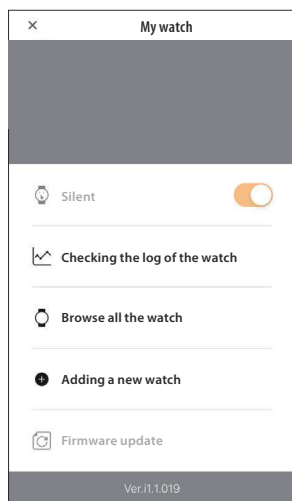 × My watch
Silent
Checking the log of the watch
Browse all the watch
Adding a new watch
Firmware update
Ver.i1.1.019